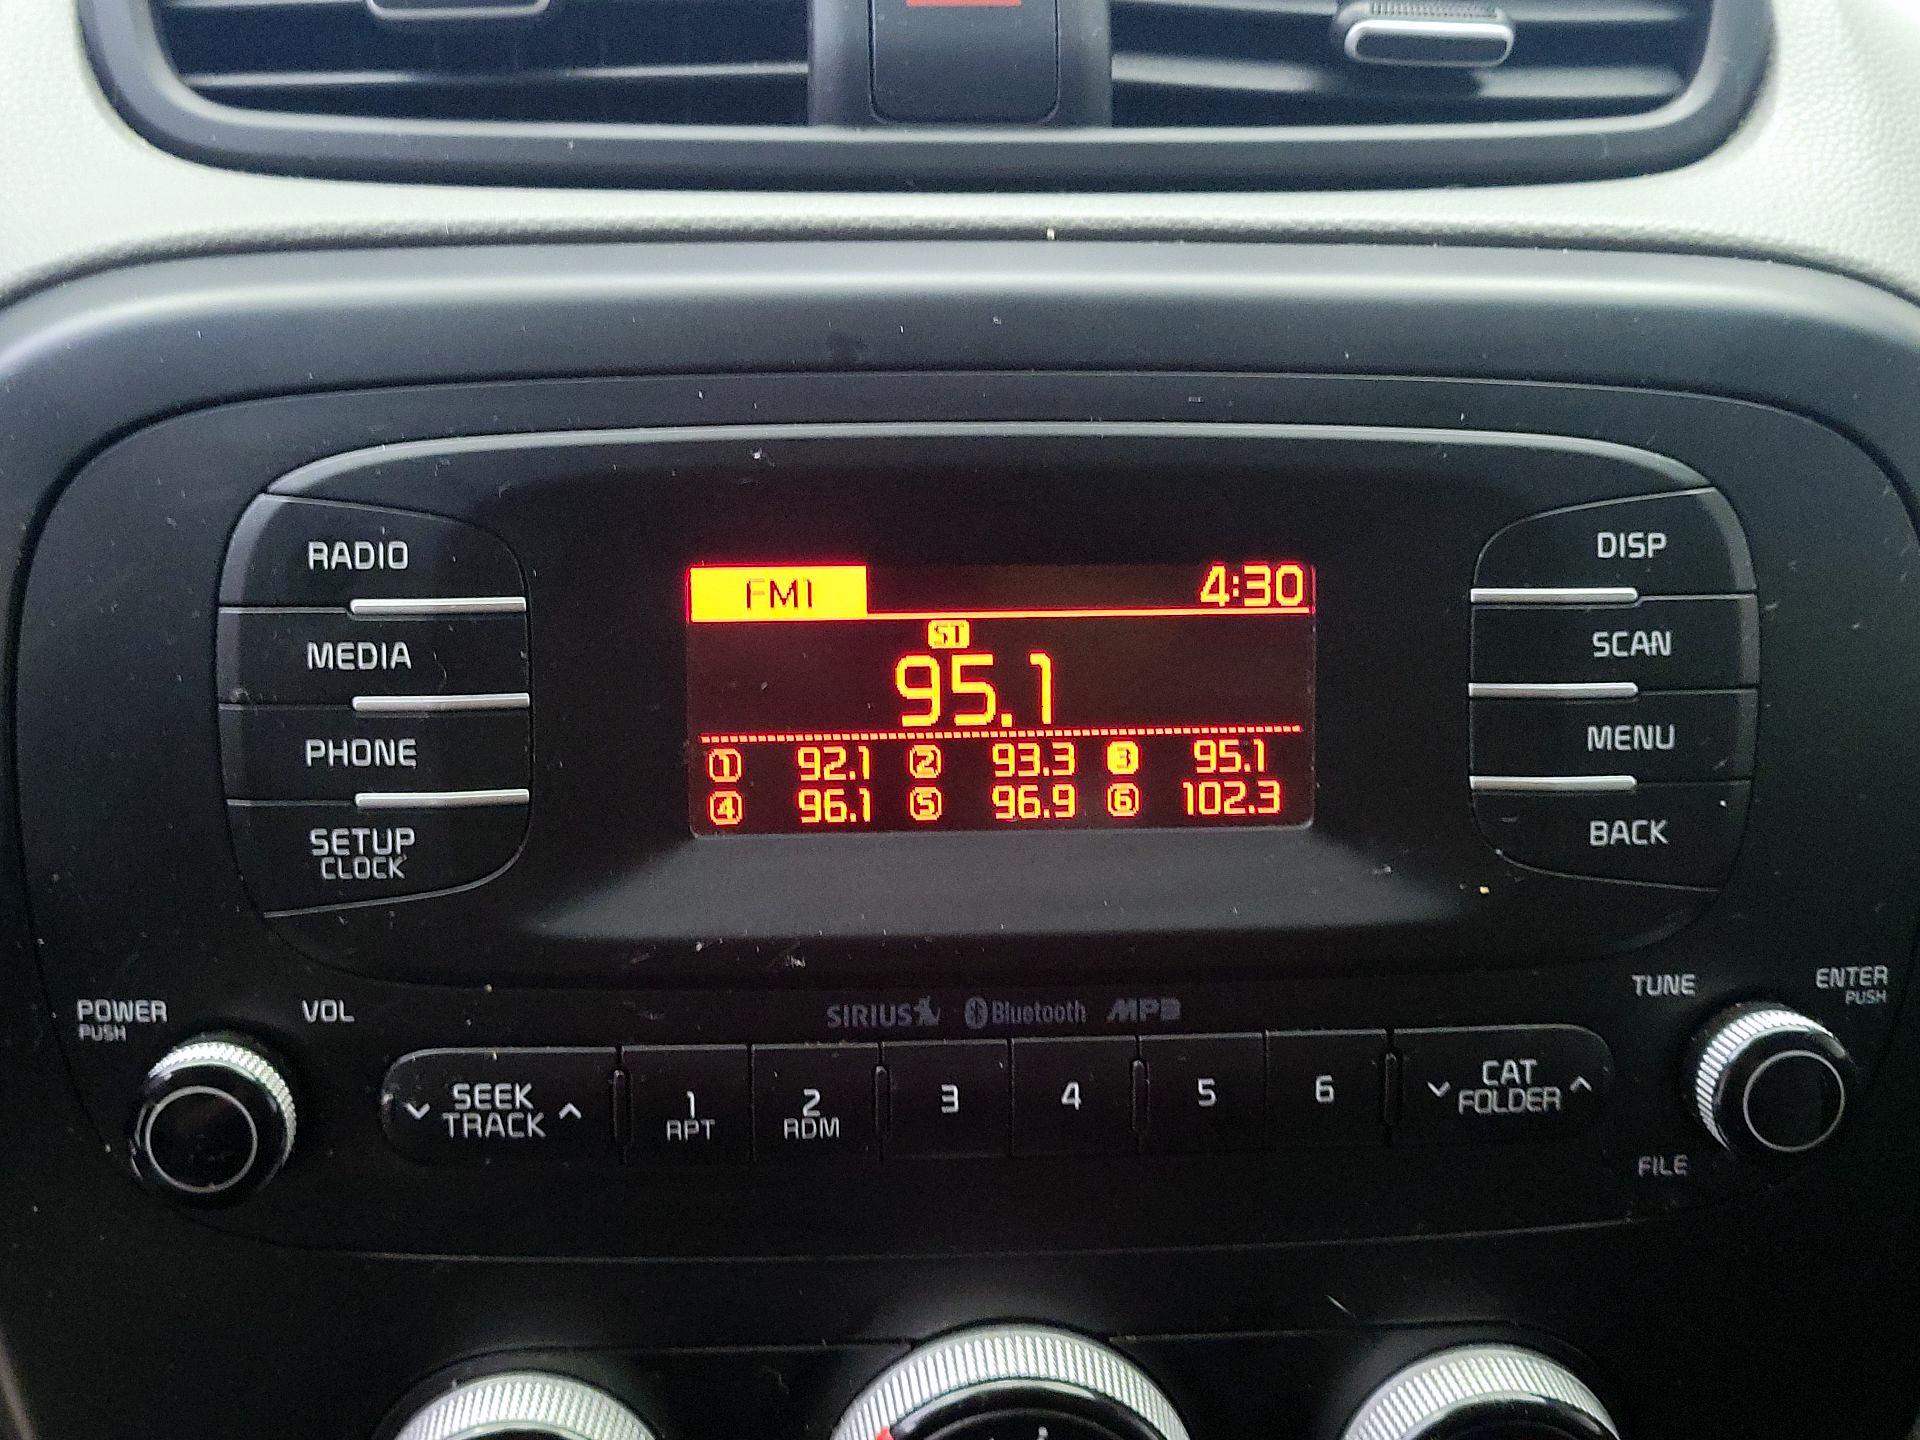 FM1 4:30
ST
95.1
1 92.1 2 93.3 3 95.1
4 96.1 5 96.9 6 102.3
RADIO
MEDIA
PHONE
SETUP
CLOCK
DISP
SCAN
MENU
BACK
POWER
PUSH
VOL
SIRIUS Bluetooth MP3
TUNE
ENTER
PUSH
SEEK
TRACK
1
RPT
2
RDM
3
4
5
6
CAT
FOLDER
FILE